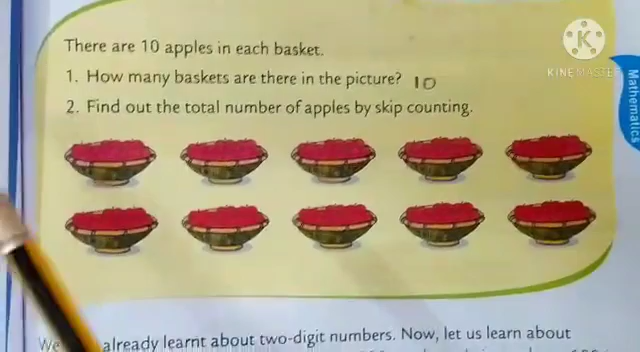 There are 10 apples in each basket.
1. How many baskets are there in the picture? 10
2. Find out the total number of apples by skip counting.
KINEMASTER
Mathematics
We already learnt about two-digit numbers. Now, let us learn about